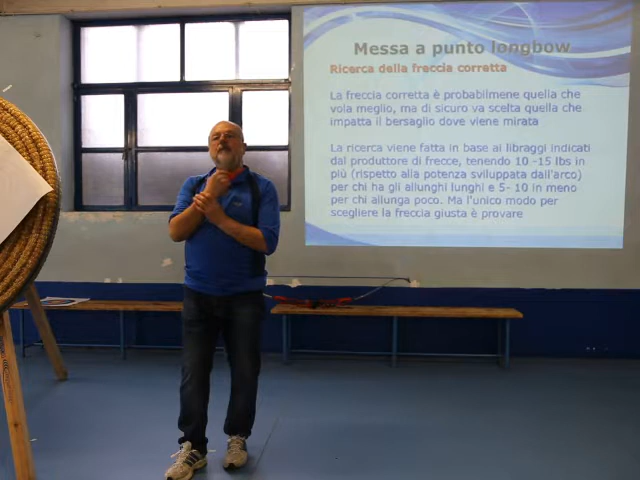 Messa a punto longbow
Ricerca della freccia corretta
La freccia corretta è probabilmene quella che
vola meglio, ma di sicuro va scelta quella che
impatta il bersaglio dove viene mirata
La ricerca viene fatta in base ai libraggi indicati
dal produttore di frecce, tenendo 10 -15 lbs in
più (rispetto alla potenza sviluppata dall'arco)
per chi ha gli allunghi lunghi e 5- 10 in meno
per chi allunga poco. Ma l'unico modo per
scegliere la freccia giusta è provare